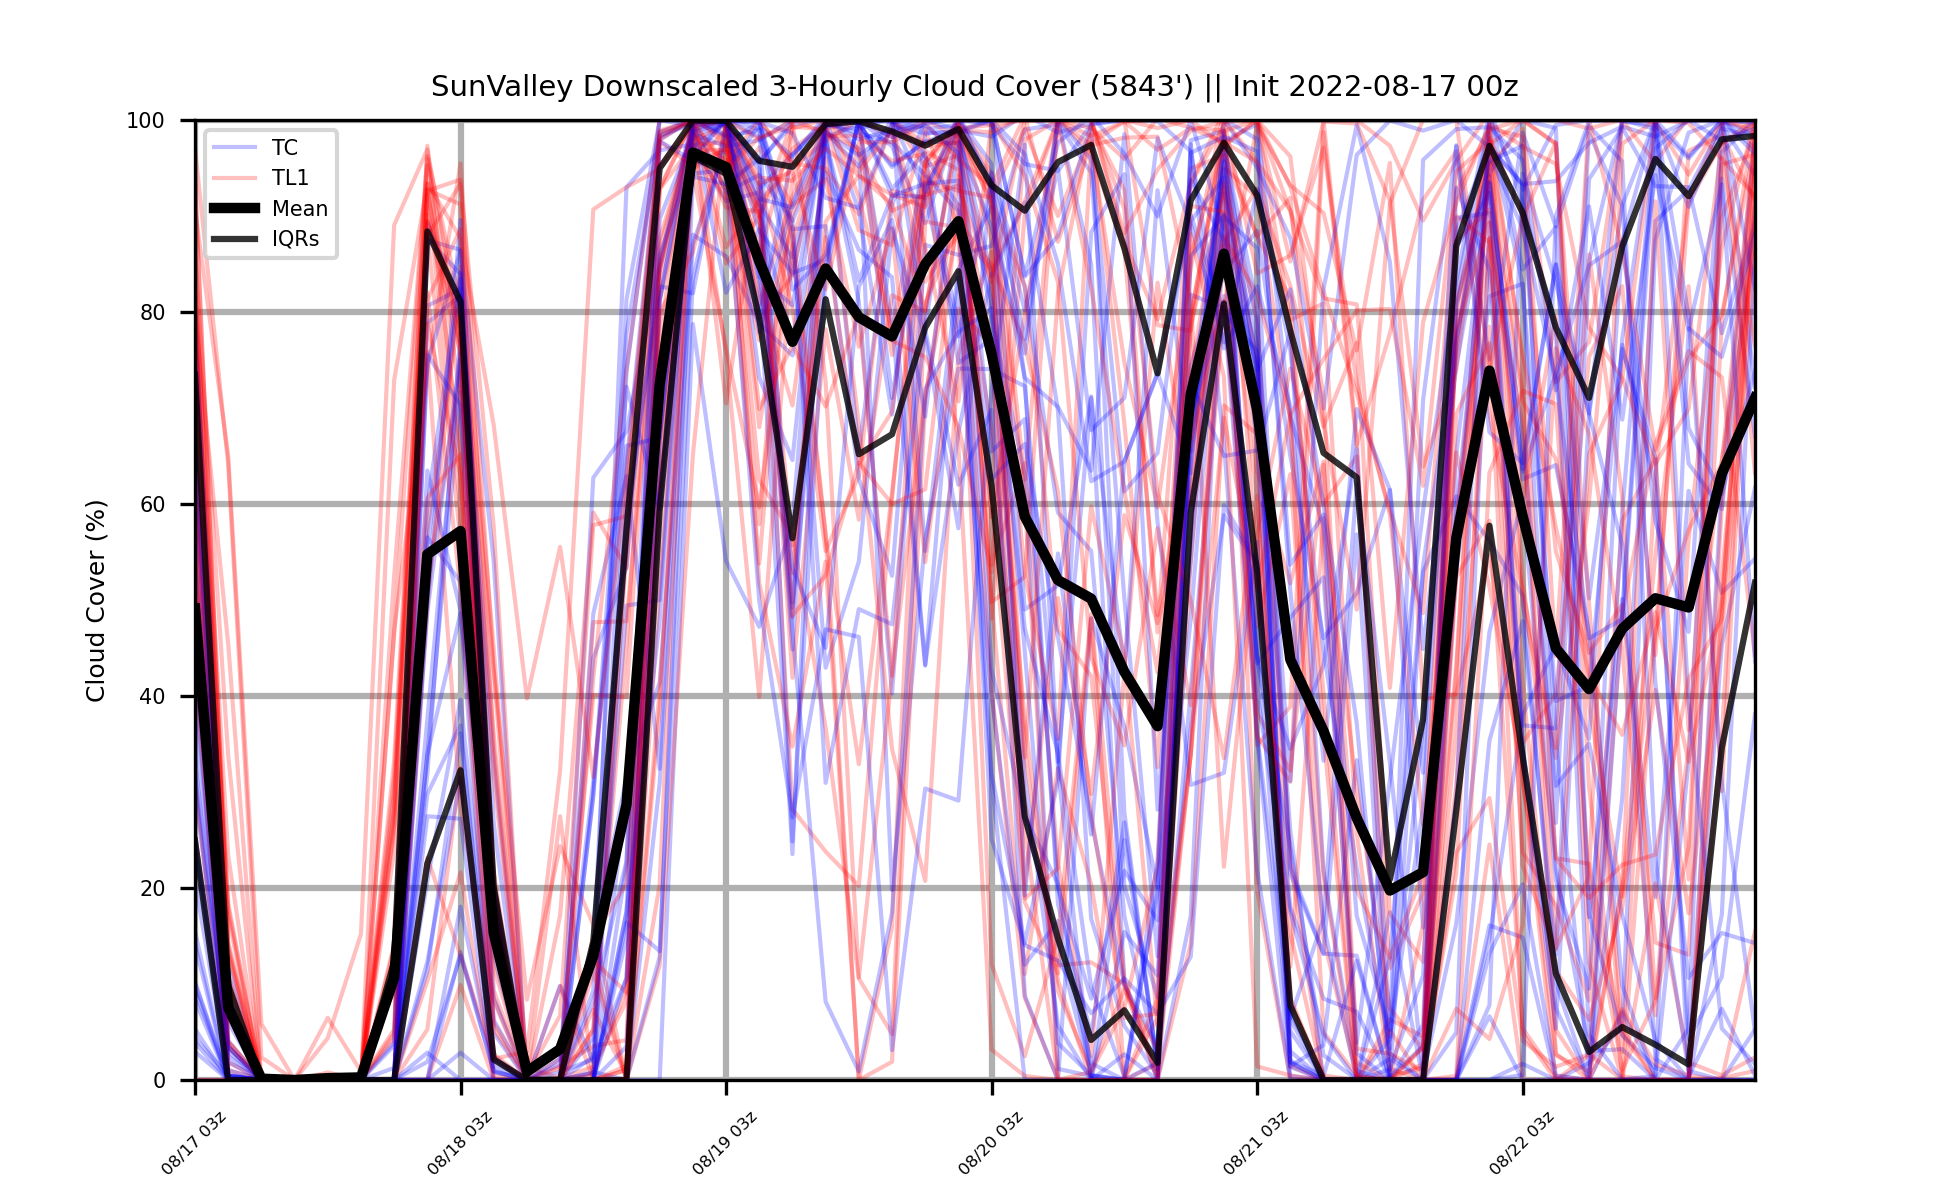 SunValley Downscaled 3-Hourly Cloud Cover (5843') || Init 2022-08-17 00z
TC
TL1
Mean
IQRs
Cloud Cover (%)
100
80
60
40
20
0
08/17 03z
08/18 03z
08/19 03z
08/20 03z
08/21 03z
08/22 03z